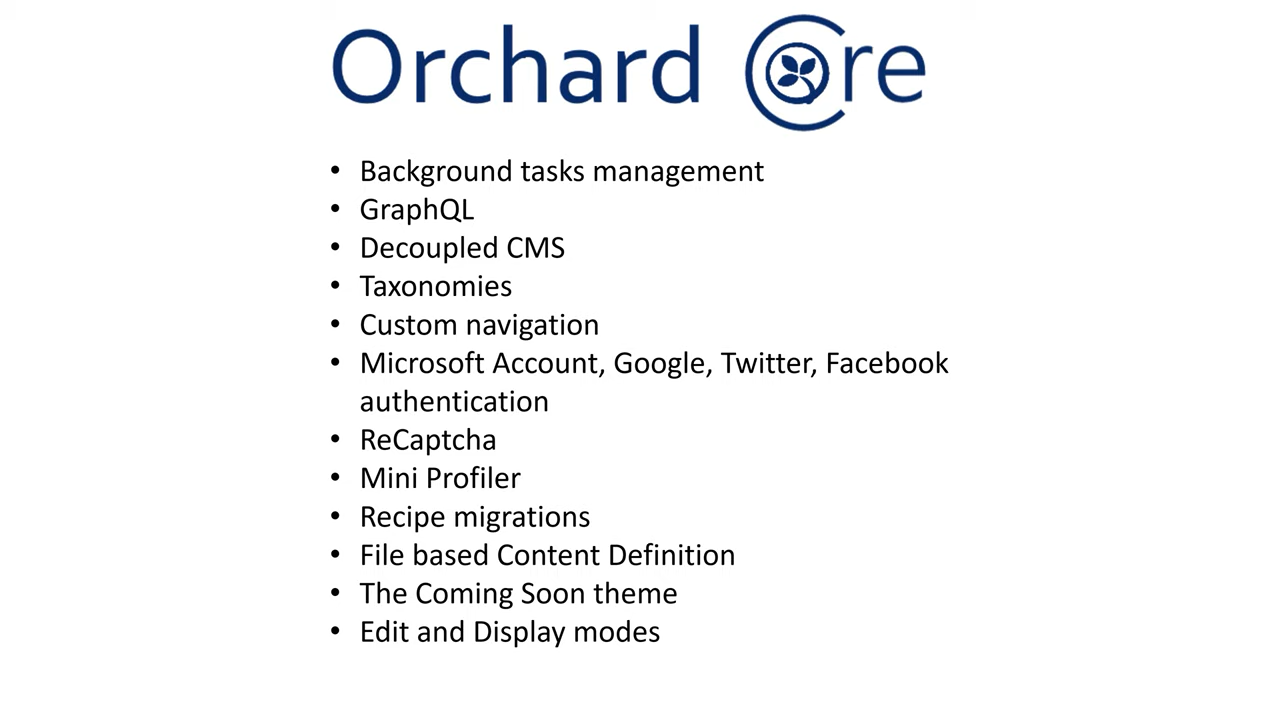 Orchard Core
• Background tasks management
• GraphQL
• Decoupled CMS
• Taxonomies
• Custom navigation
• Microsoft Account, Google, Twitter, Facebook
authentication
• ReCaptcha
• Mini Profiler
• Recipe migrations
• File based Content Definition
• The Coming Soon theme
• Edit and Display modes